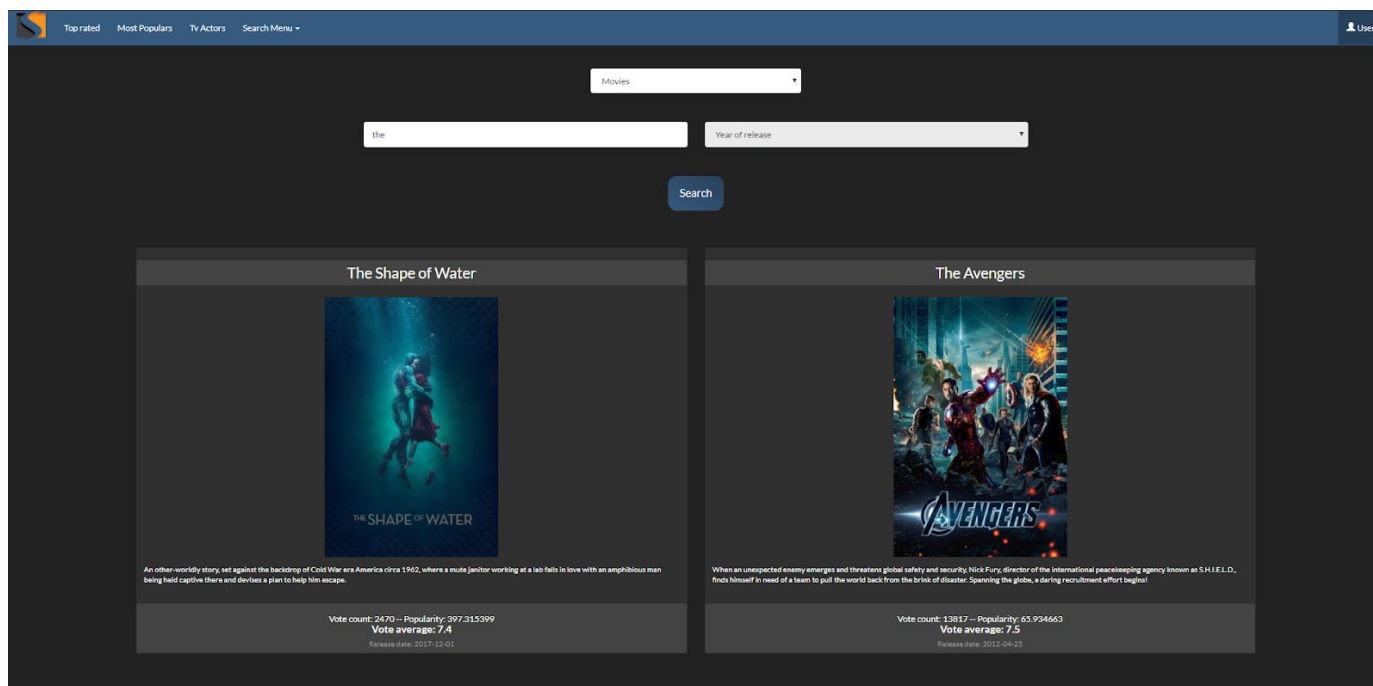 Top rated Most Populars Tv Actors Search Menu
User
Movies
the Year of release
Search
The Shape of Water
THE SHAPE OF WATER
An other-worldly story, set against the backdrop of Cold War era America circa 1962, where a mute janitor working at a lab falls in love with an amphibious man
being held captive there and devises a plan to help him escape.
Vote count: 2470 -- Popularity: 397.315399
Vote average: 7.4
Release date: 2017-12-01
The Avengers
AVENGERS
When an unexpected enemy emerges and threatens global safety and security, Nick Fury, director of the international peacekeeping agency known as S.H.I.E.L.D.,
finds himself in need of a team to pull the world back from the brink of disaster. Spanning the globe, a daring recruitment effort begins!
Vote count: 13817 -- Popularity: 65.934663
Vote average: 7.5
Release date: 2012-04-25